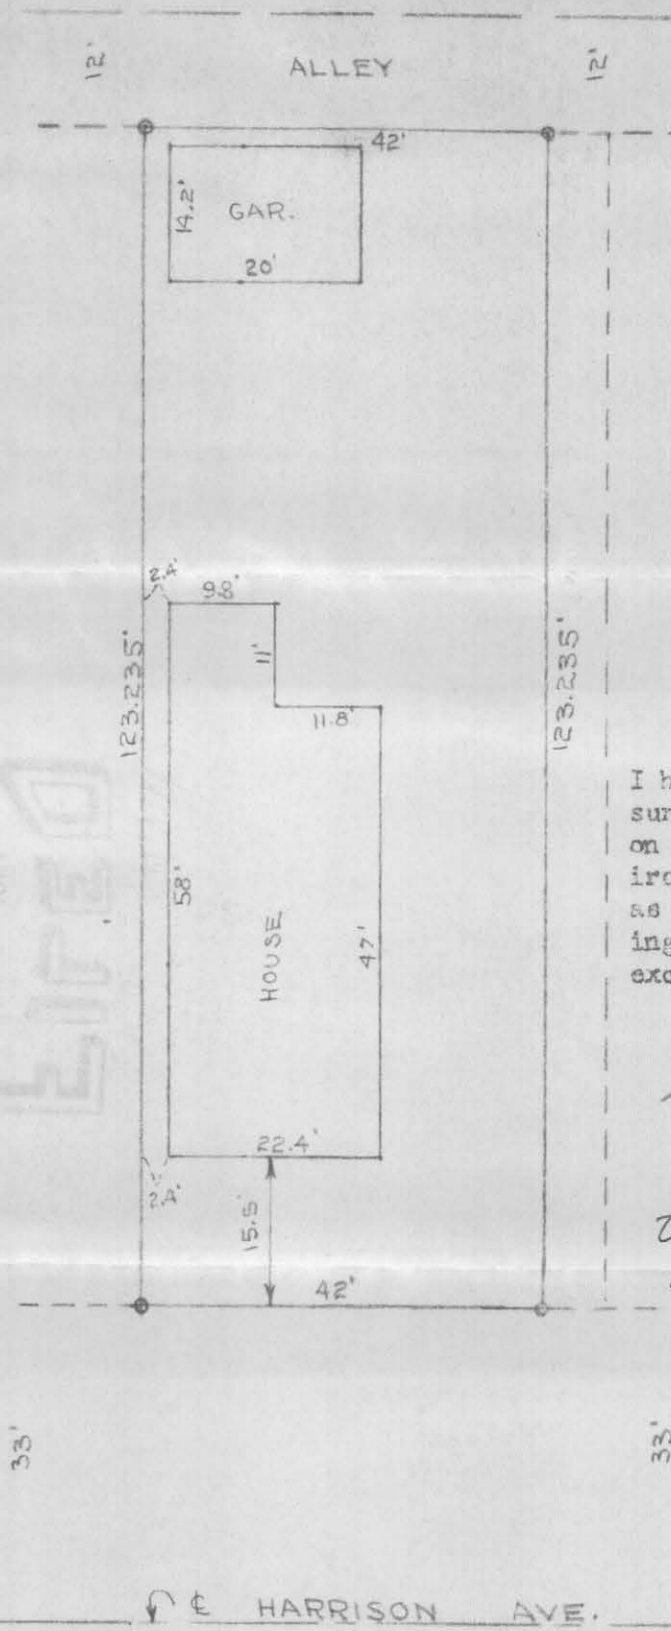 12' ALLEY 12'
42'
14.2' GAR.
20'
2.4'
9.8'
11'
11.8'
123.235'
123.235'
58'
HOUSE
47'
I h
sur
on
iro
as
ing
exc
22.4'
2.4'
15.5'
42'
33'
33'
℄ HARRISON AVE.